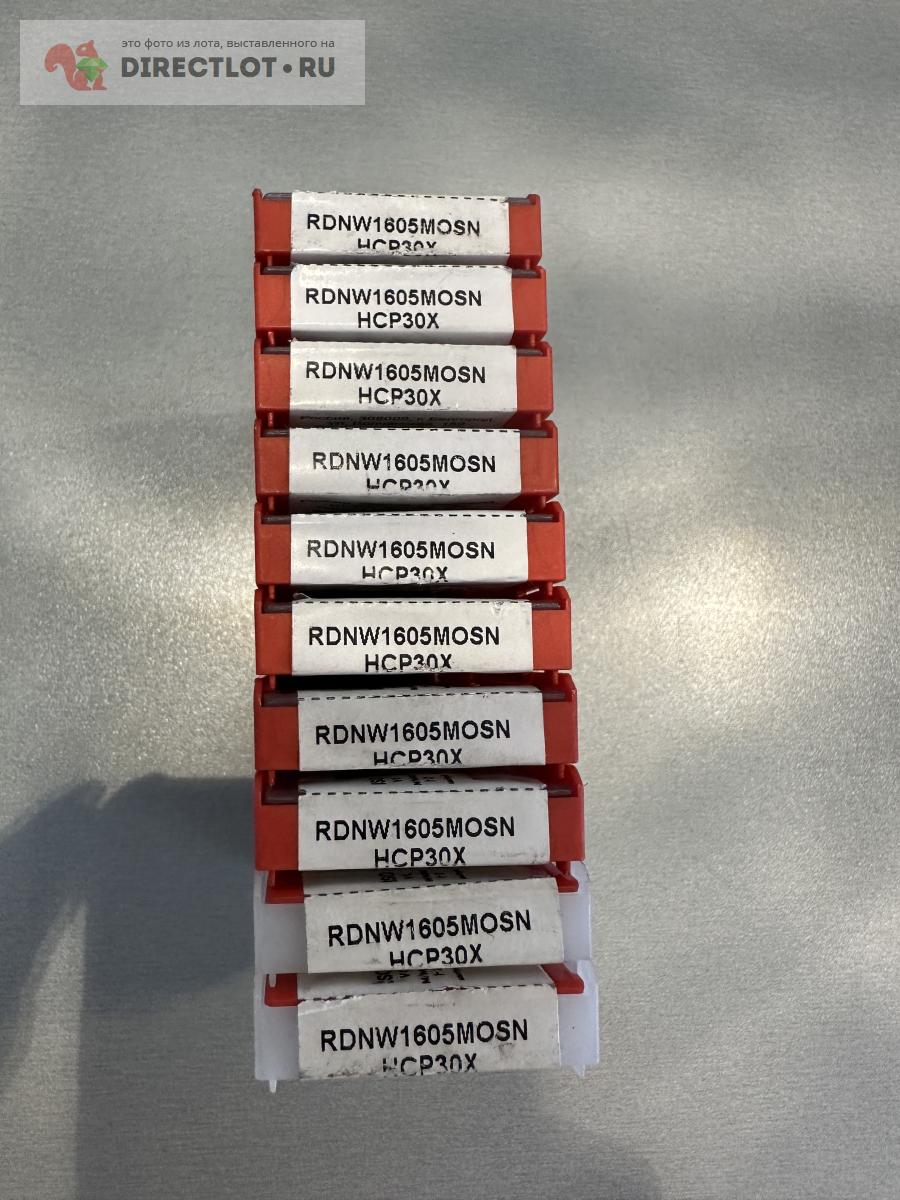 это фото из лота, выставленного на
DIRECTLOT•RU
RDNW1605MOSN
HCP30X
RDNW1605MOSN
HCP30X
RDNW1605MOSN
HCP30X
RDNW1605MOSN
HCP30X
RDNW1605MOSN
HCP30X
RDNW1605MOSN
HCP30X
RDNW1605MOSN
HCP30X
RDNW1605MOSN
HCP30X
RDNW1605MOSN
HCP30X
RDNW1605MOSN
HCP30X